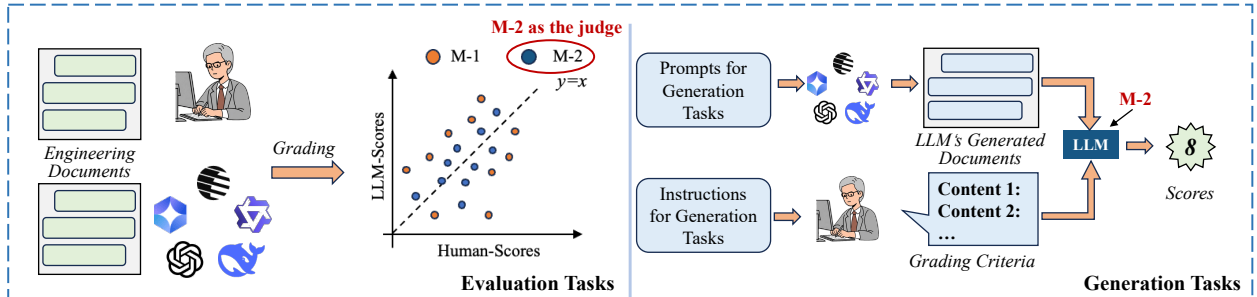 Engineering
Documents
Grading
M-2 as the judge
M-1
M-2
y=x
LLM-Scores
Human-Scores
Evaluation Tasks
Prompts for
Generation
Tasks
LLM's Generated
Documents
M-2
LLM
8
Scores
Instructions
for Generation
Tasks
Content 1:
Content 2:
...
Grading Criteria
Generation Tasks